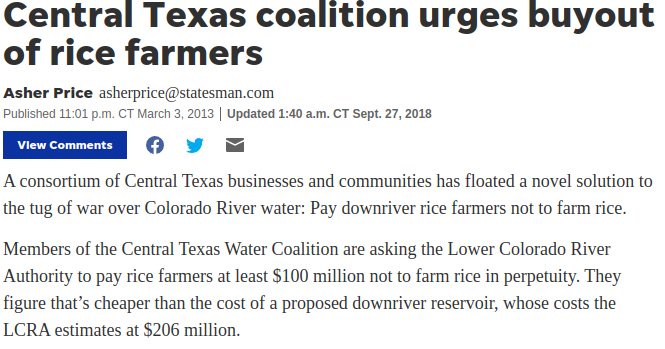 Central Texas coalition urges buyout
of rice farmers
Asher Price asherprice@statesman.com
Published 11:01 p.m. CT March 3, 2013 | Updated 1:40 a.m. CT Sept. 27, 2018
View Comments
A consortium of Central Texas businesses and communities has floated a novel solution to
the tug of war over Colorado River water: Pay downriver rice farmers not to farm rice.
Members of the Central Texas Water Coalition are asking the Lower Colorado River
Authority to pay rice farmers at least $100 million not to farm rice in perpetuity. They
figure that’s cheaper than the cost of a proposed downriver reservoir, whose costs the
LCRA estimates at $206 million.